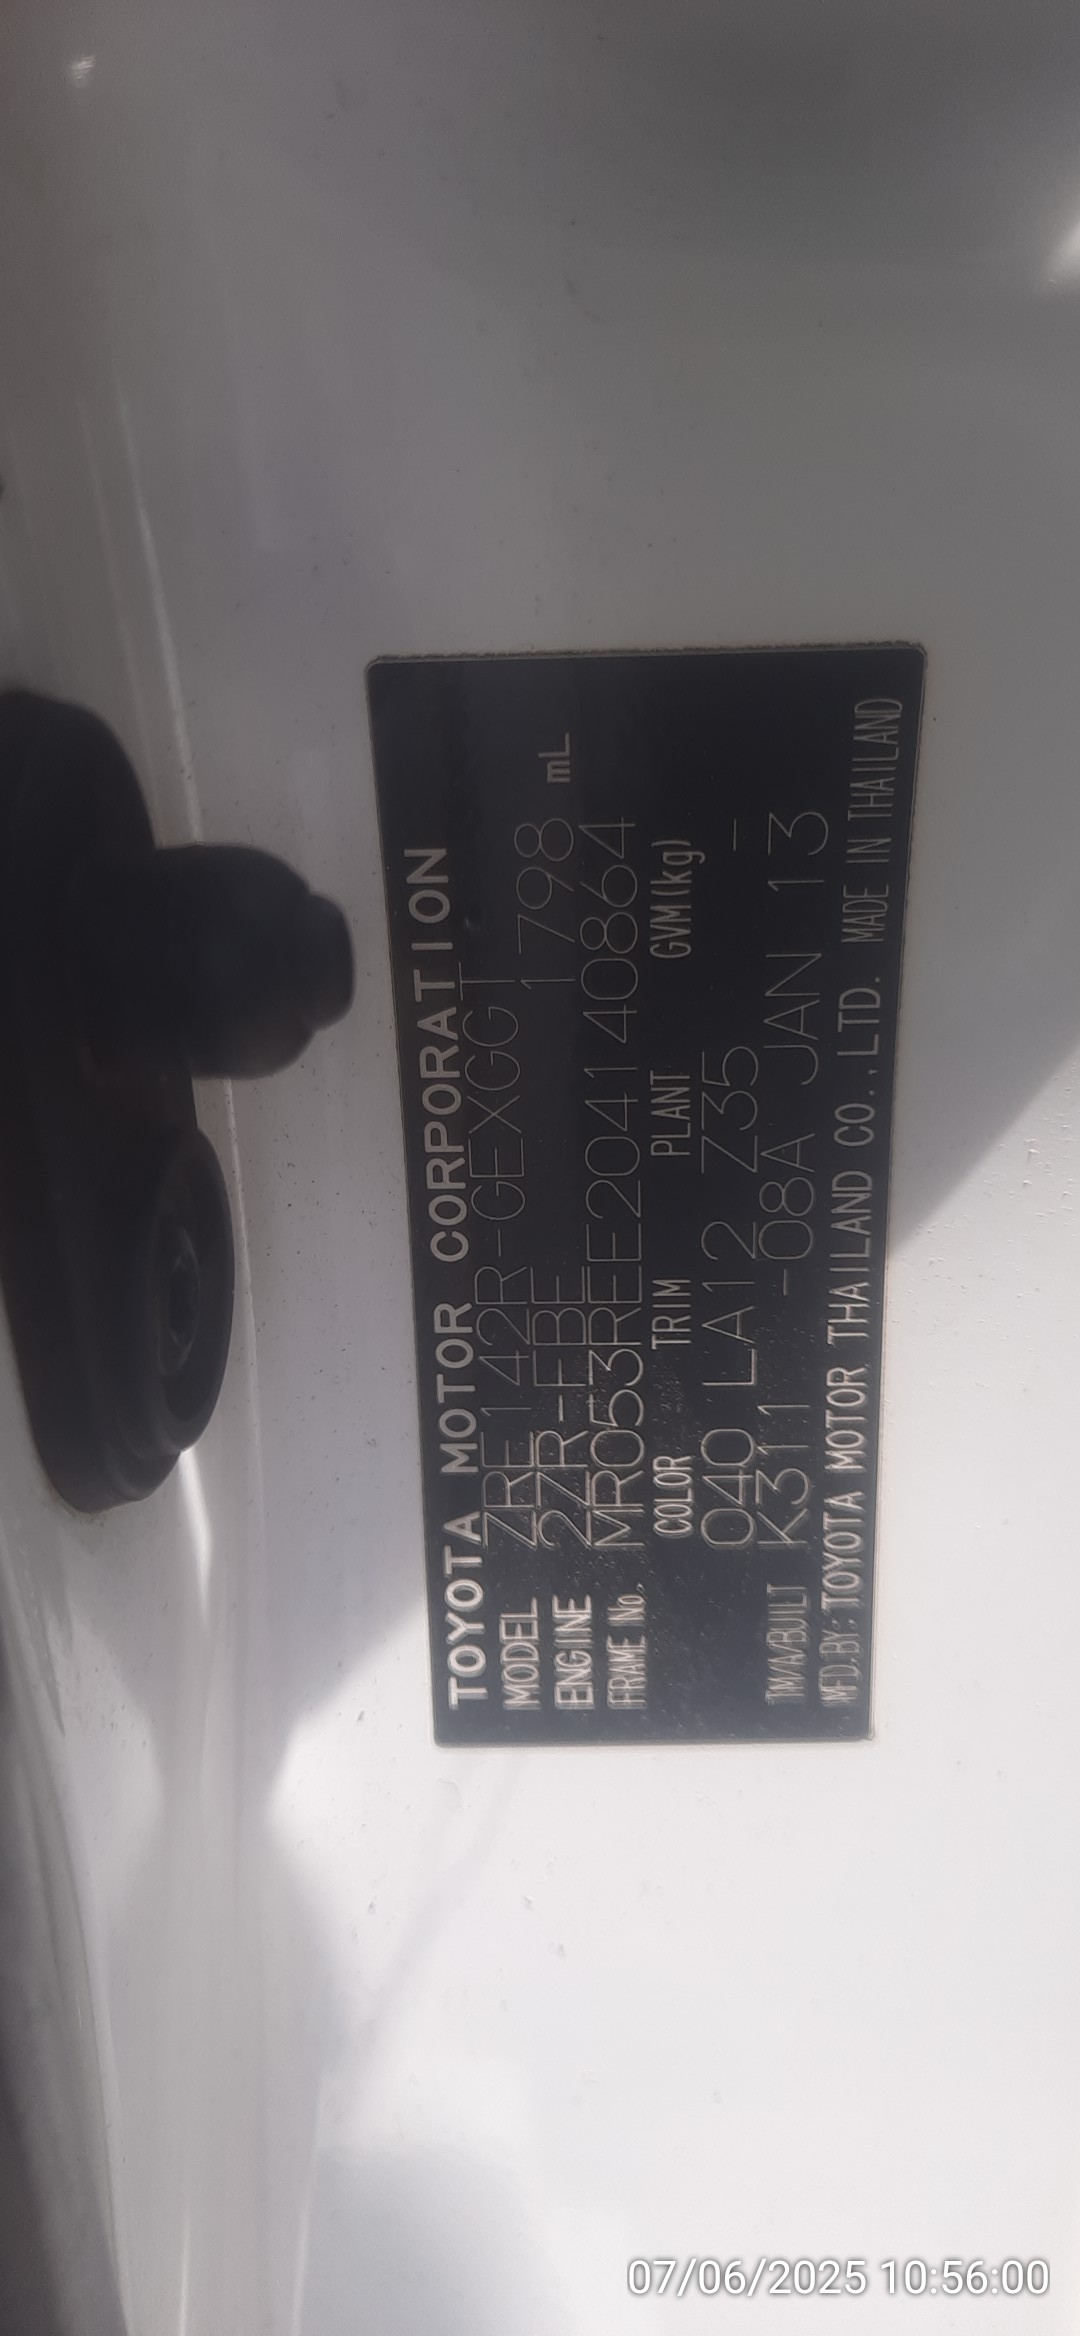 TOYOTA MOTOR CORPORATION
MODEL ZRE142R-GEXGGT
ENGINE 2ZR-FBE 1798 mL
FRAME No. MR053REE204140864
COLOR TRIM PLANT GVM(kg)
040 LA12 Z35 —
TM/A/BUILT K311 -08A JAN 13
MFD.BY: TOYOTA MOTOR THAILAND CO.,LTD. MADE IN THAILAND
07/06/2025 10:56:00